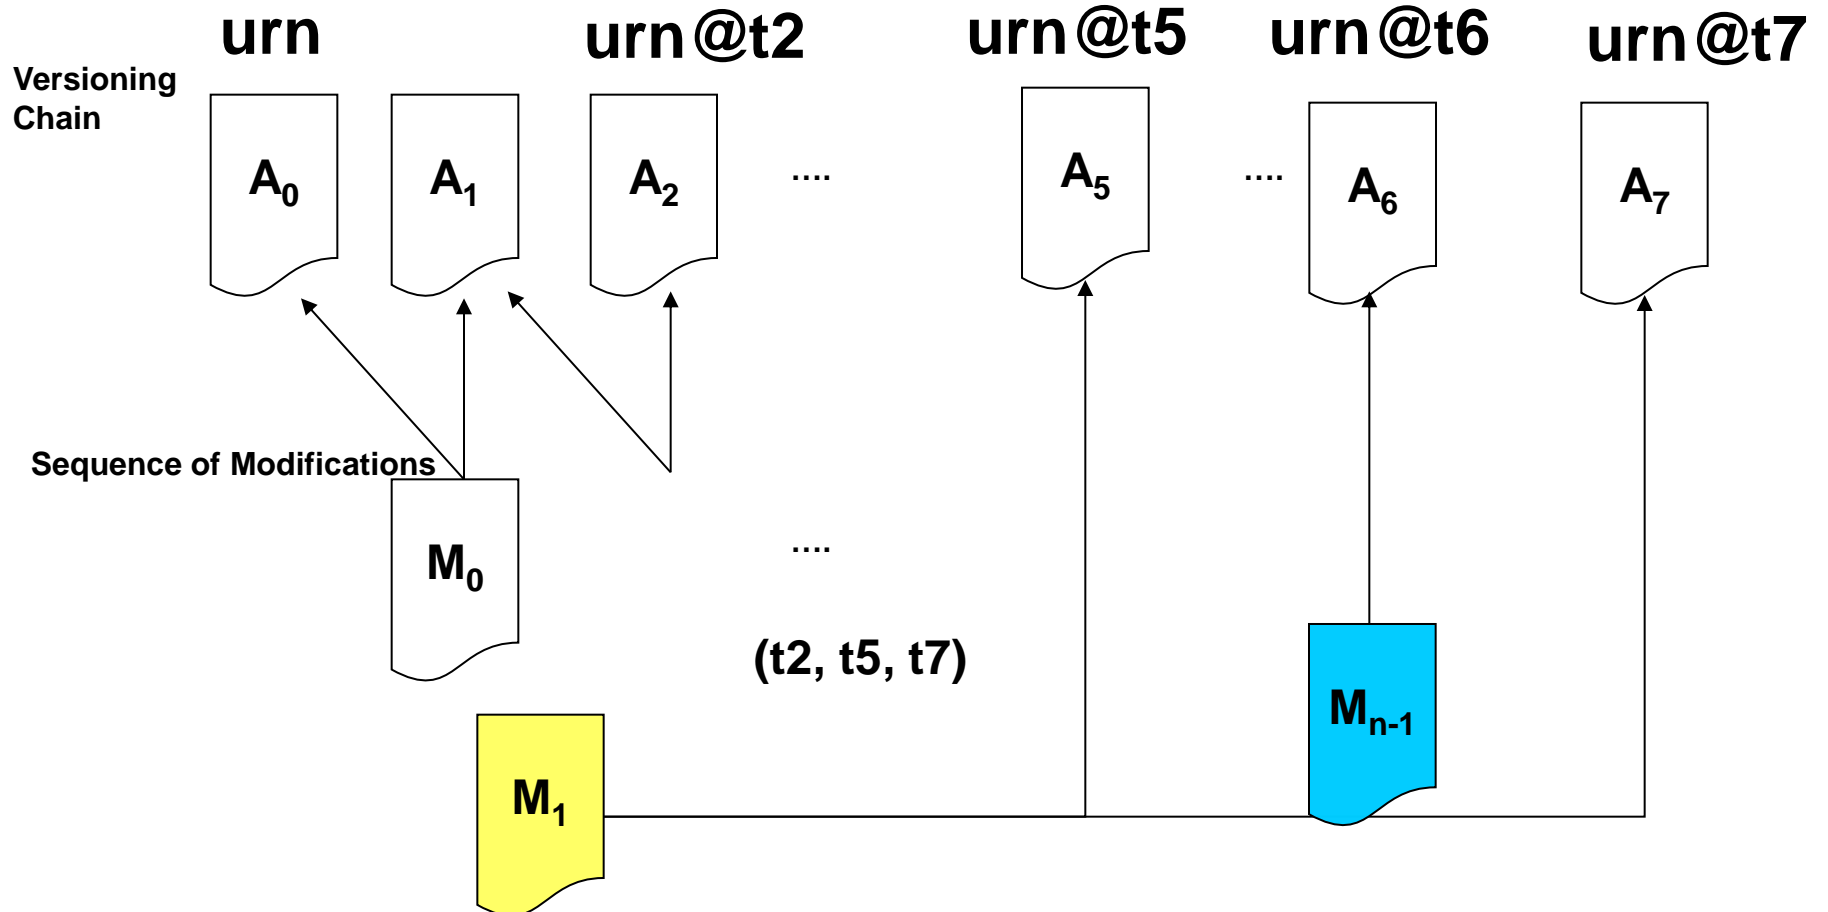 urn urn@t2 urn@t5 urn@t6 urn@t7
Versioning
Chain
A0 A1 A2 .... A5 .... A6 A7
Sequence of Modifications
M0
....
(t2, t5, t7)
Mn-1
M1